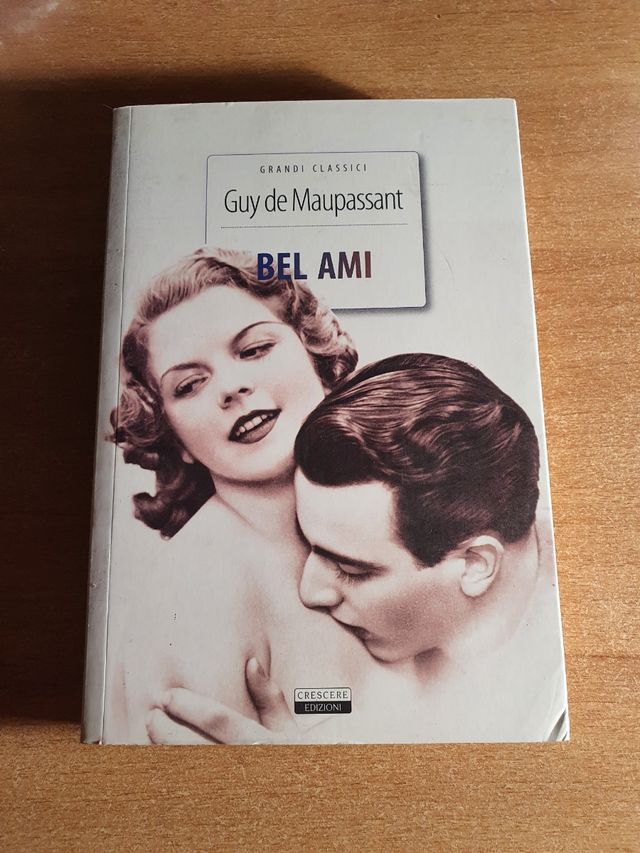 GRANDI CLASSICI
Guy de Maupassant
BEL AMI
CRESCERE
EDIZIONI